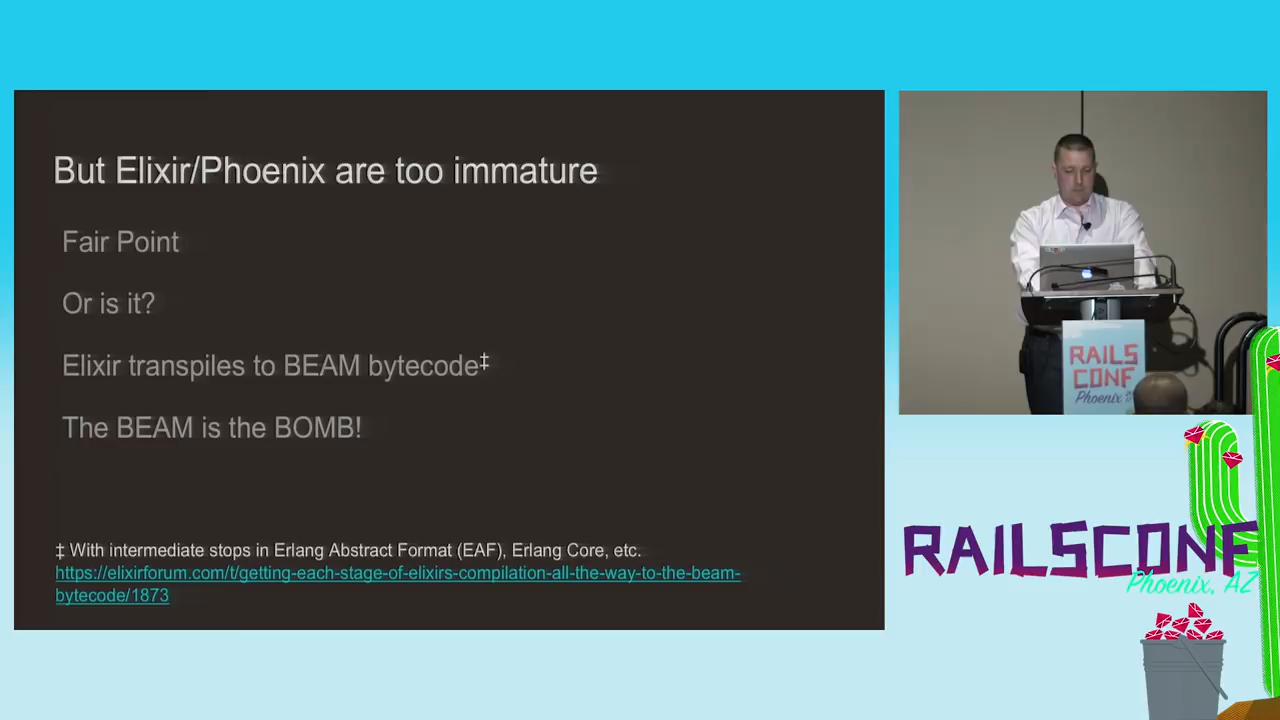 But Elixir/Phoenix are too immature
Fair Point
Or is it?
Elixir transpiles to BEAM bytecode‡
The BEAM is the BOMB!
‡ With intermediate stops in Erlang Abstract Format (EAF), Erlang Core, etc.
https://elixirforum.com/t/getting-each-stage-of-elixirs-compilation-all-the-way-to-the-beam-
bytecode/1873
RAILS
CONF
Phoenix
RAILSCONF
Phoenix, AZ